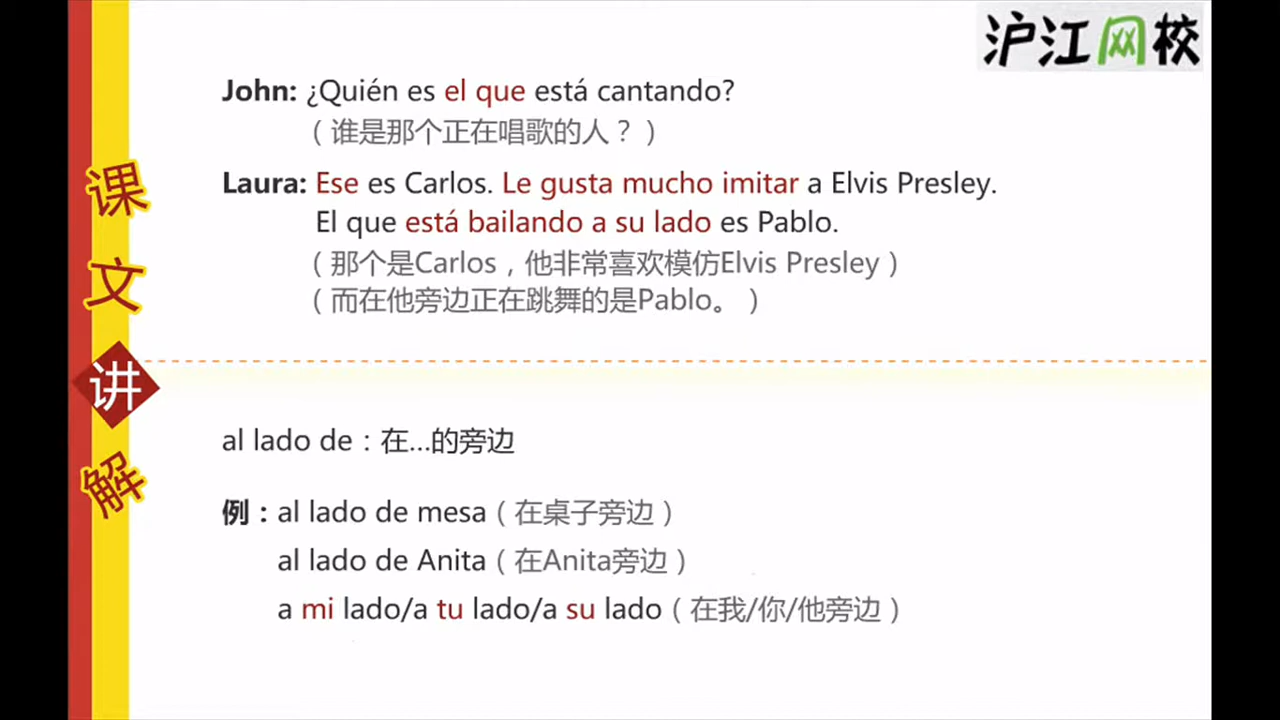 沪江网校
John: ¿Quién es el que está cantando?
（谁是那个正在唱歌的人？）
Laura: Ese es Carlos. Le gusta mucho imitar a Elvis Presley.
El que está bailando a su lado es Pablo.
（那个是Carlos，他非常喜欢模仿Elvis Presley）
（而在他旁边正在跳舞的是Pablo。）
课文讲解
al lado de：在...的旁边
例：al lado de mesa（在桌子旁边）
al lado de Anita（在Anita旁边）
a mi lado/a tu lado/a su lado（在我/你/他旁边）